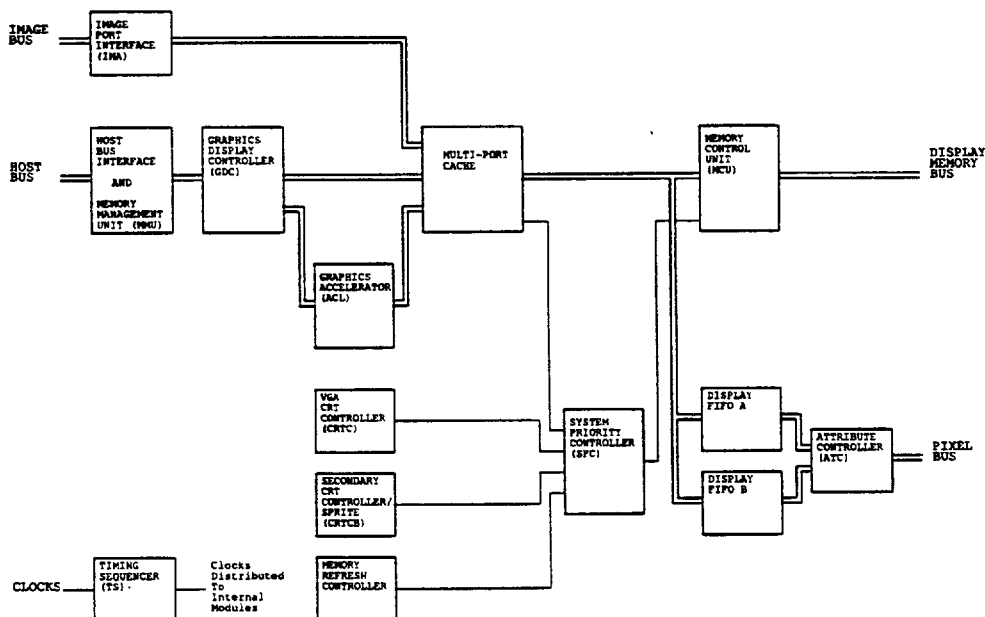 IMAGE
BUS
IMAGE
PORT
INTERFACE
(IMA)
HOST
BUS
HOST
BUS
INTERFACE
AND
MEMORY
MANAGEMENT
UNIT (MMU)
GRAPHICS
DISPLAY
CONTROLLER
(GDC)
MULTI-PORT
CACHE
MEMORY
CONTROL
UNIT
(MCU)
DISPLAY
MEMORY
BUS
GRAPHICS
ACCELERATOR
(ACL)
VGA
CRT
CONTROLLER
(CRTC)
SYSTEM
PRIORITY
CONTROLLER
(SPC)
DISPLAY
FIFO A
ATTRIBUTE
CONTROLLER
(ATC)
PIXEL
BUS
SECONDARY
CRT
CONTROLLER/
SPRITE
(CRTCB)
DISPLAY
FIFO B
CLOCKS
TIMING
SEQUENCER
(TS)
Clocks
Distributed
To
Internal
Modules
MEMORY
REFRESH
CONTROLLER